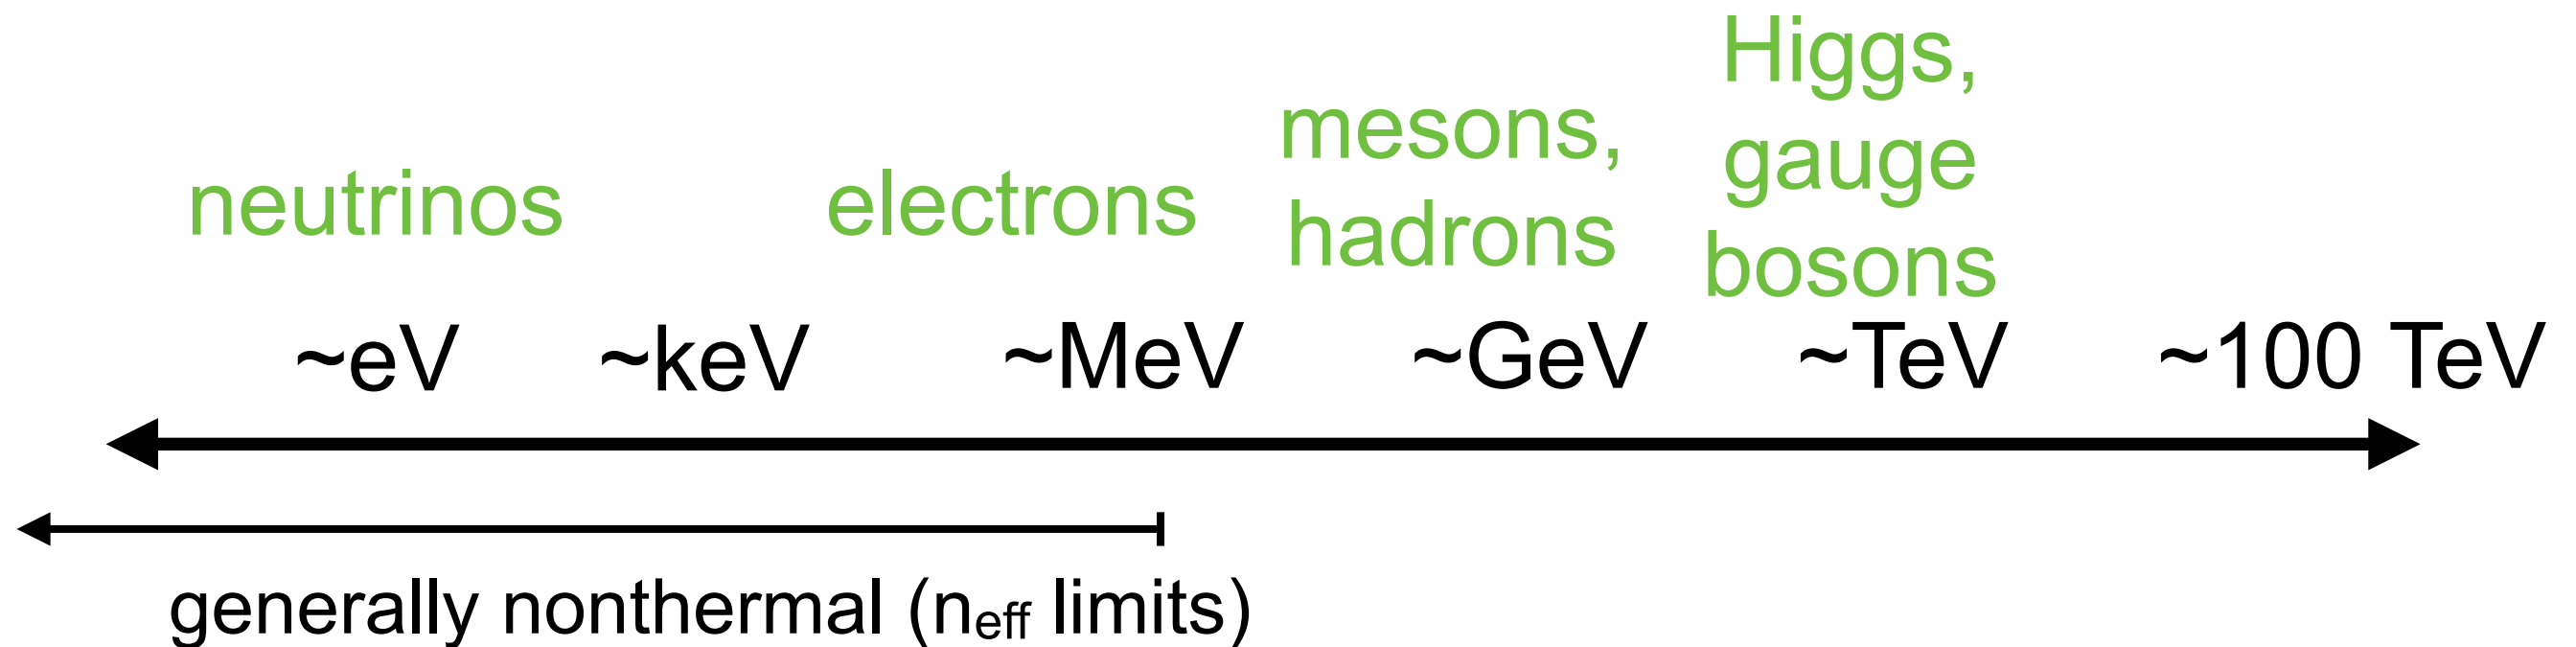 neutrinos
electrons
mesons,
hadrons
Higgs,
gauge
bosons
~eV
~keV
~MeV
~GeV
~TeV
~100 TeV
generally nonthermal (neff limits)